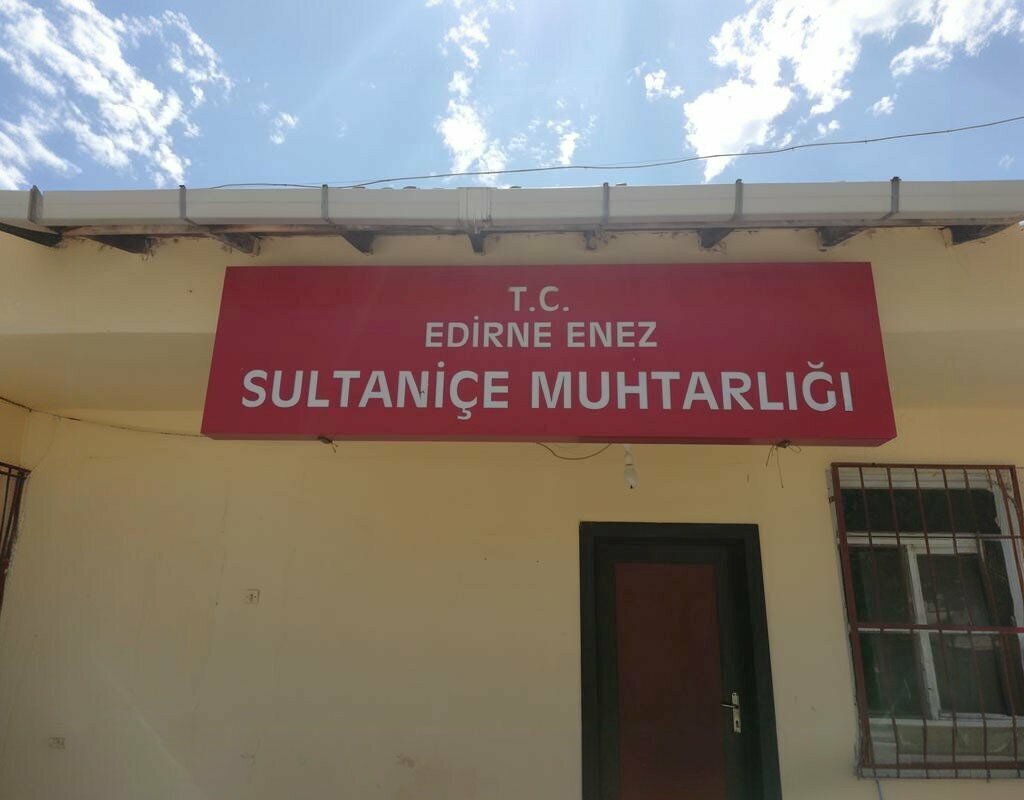 T.C.
EDİRNE ENEZ
SULTANİÇE MUHTARLIĞI